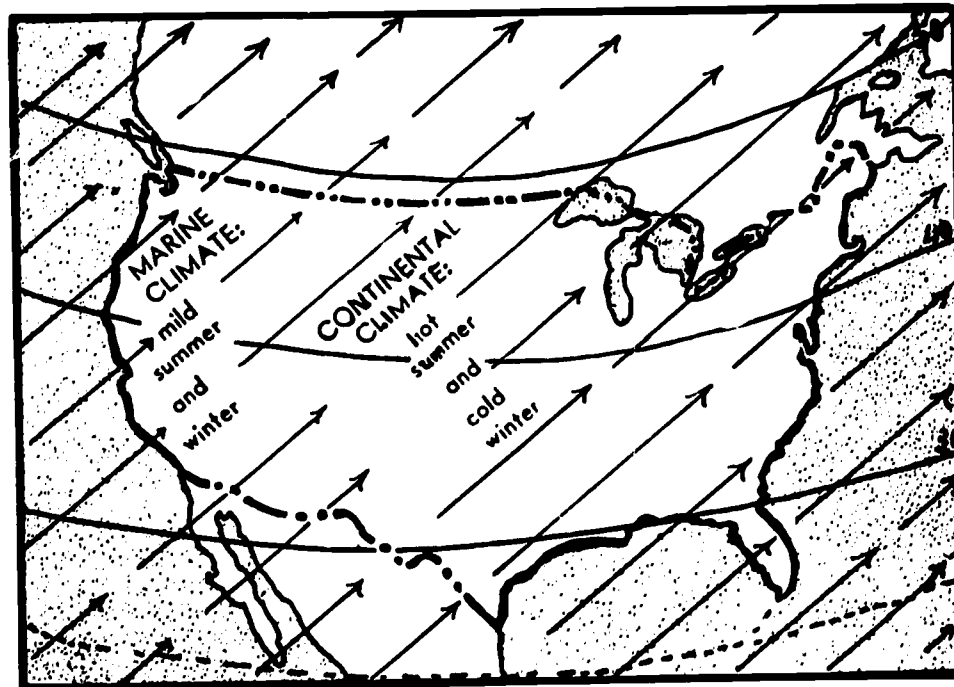 MARINE
CLIMATE:
mild
summer
and
winter
CONTINENTAL
CLIMATE:
hot
summer
and
cold
winter